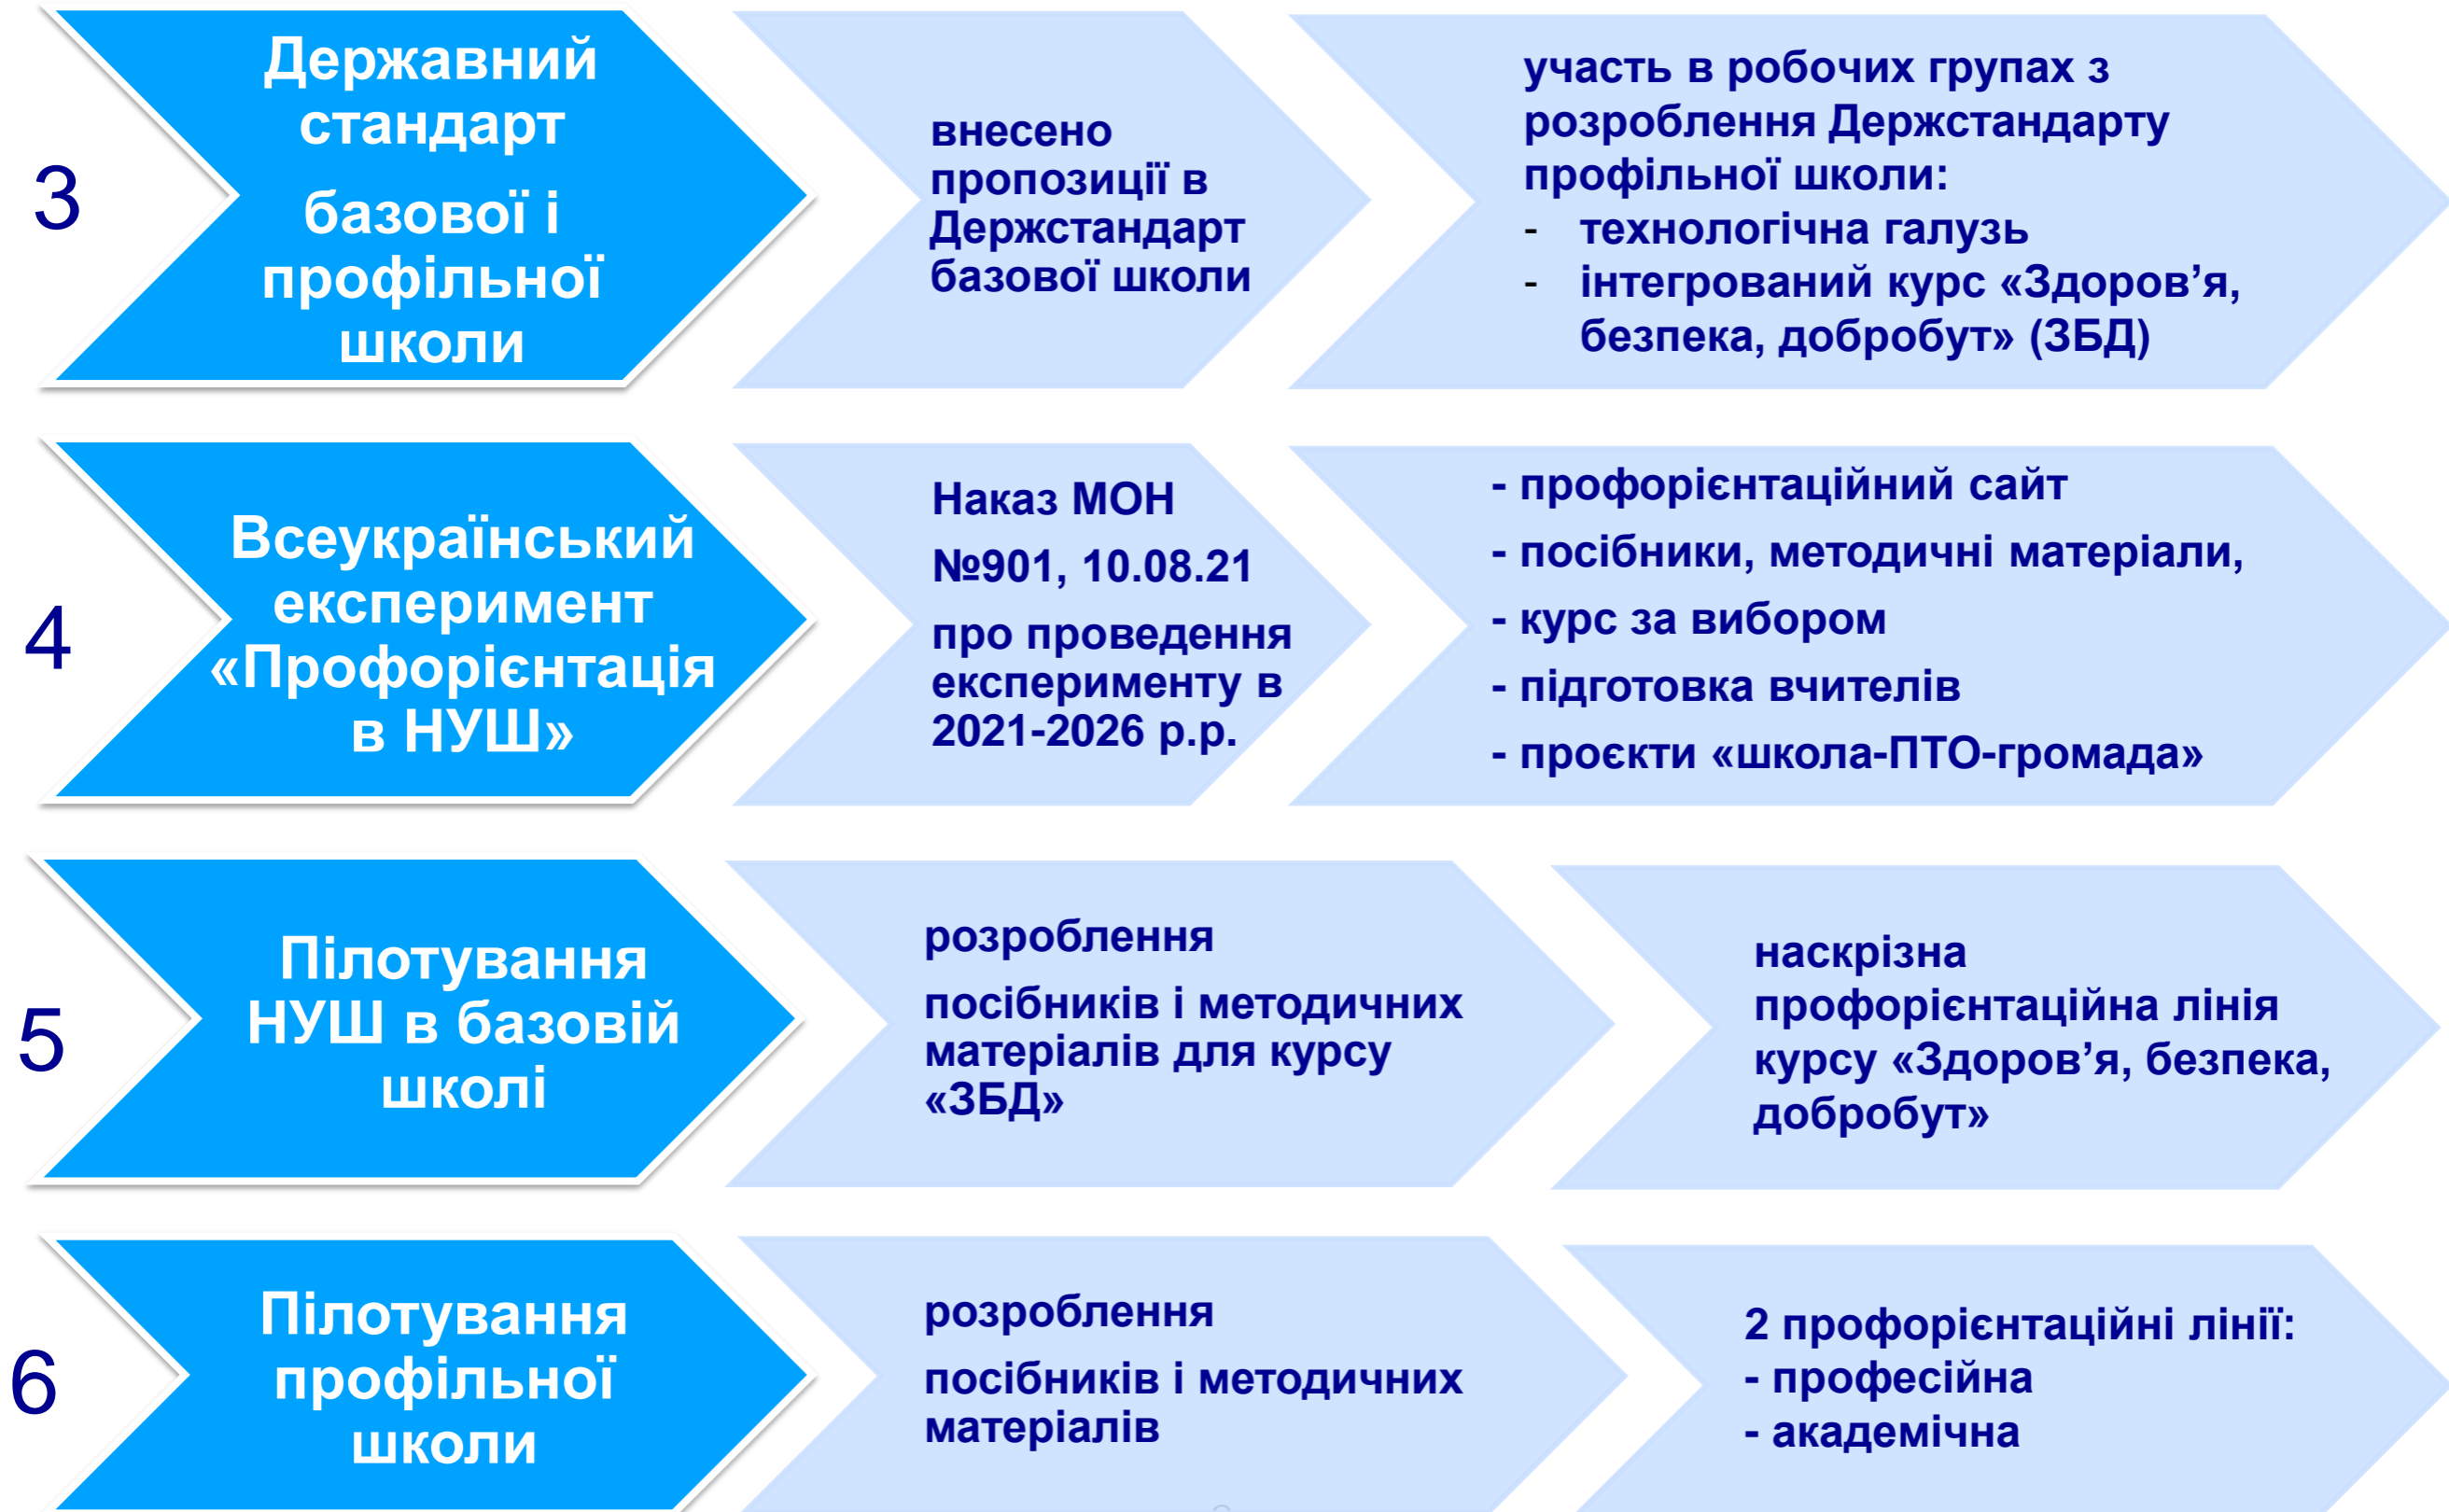 3
Державний
стандарт
базової і
профільної
школи
внесено
пропозиції в
Держстандарт
базової школи
участь в робочих групах з
розроблення Держстандарту
профільної школи:
- технологічна галузь
- інтегрований курс «Здоров’я,
безпека, добробут» (ЗБД)
4
Всеукраїнський
експеримент
«Профорієнтація
в НУШ»
Наказ МОН
№901, 10.08.21
про проведення
експерименту в
2021-2026 р.р.
- профорієнтаційний сайт
- посібники, методичні матеріали,
- курс за вибором
- підготовка вчителів
- проєкти «школа-ПТО-громада»
5
Пілотування
НУШ в базовій
школі
розроблення
посібників і методичних
матеріалів для курсу
«ЗБД»
наскрізна
профорієнтаційна лінія
курсу «Здоров’я, безпека,
добробут»
6
Пілотування
профільної
школи
розроблення
посібників і методичних
матеріалів
2 профорієнтаційні лінії:
- професійна
- академічна